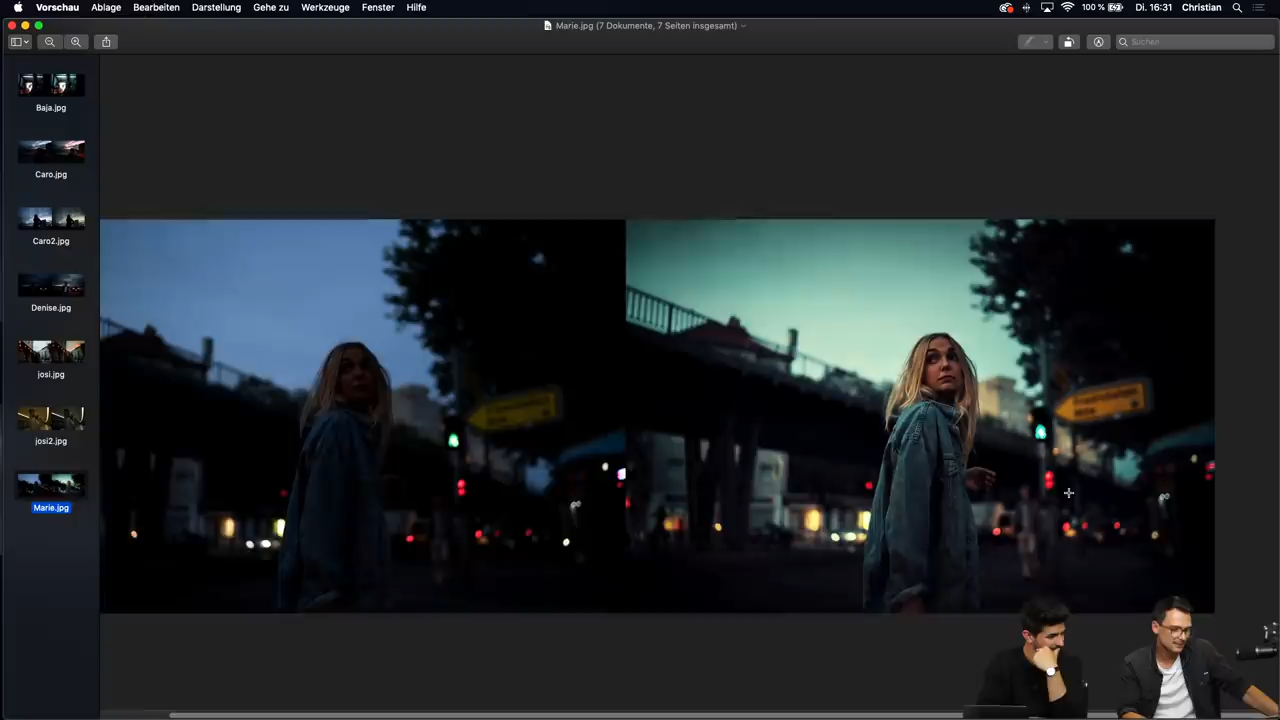 Vorschau Ablage Bearbeiten Darstellung Gehe zu Werkzeuge Fenster Hilfe 100 % Di. 16:31 Christian
Marie.jpg (7 Dokumente, 7 Seiten insgesamt)
Suchen
Baja.jpg
Caro.jpg
Caro2.jpg
Denise.jpg
josi.jpg
josi2.jpg
Marie.jpg